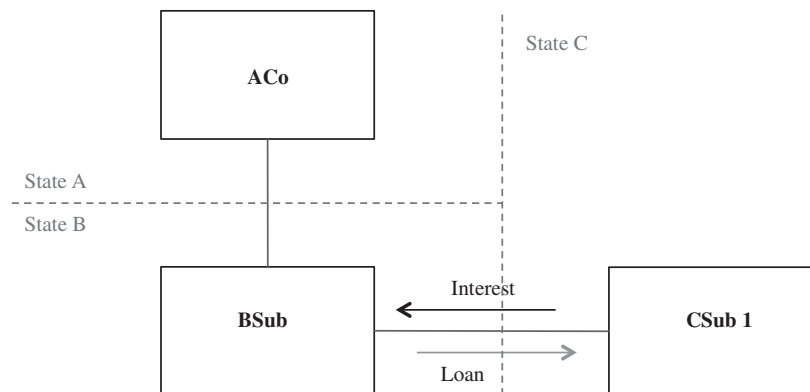 State C
ACo
State A
State B
Interest
BSub
CSub 1
Loan